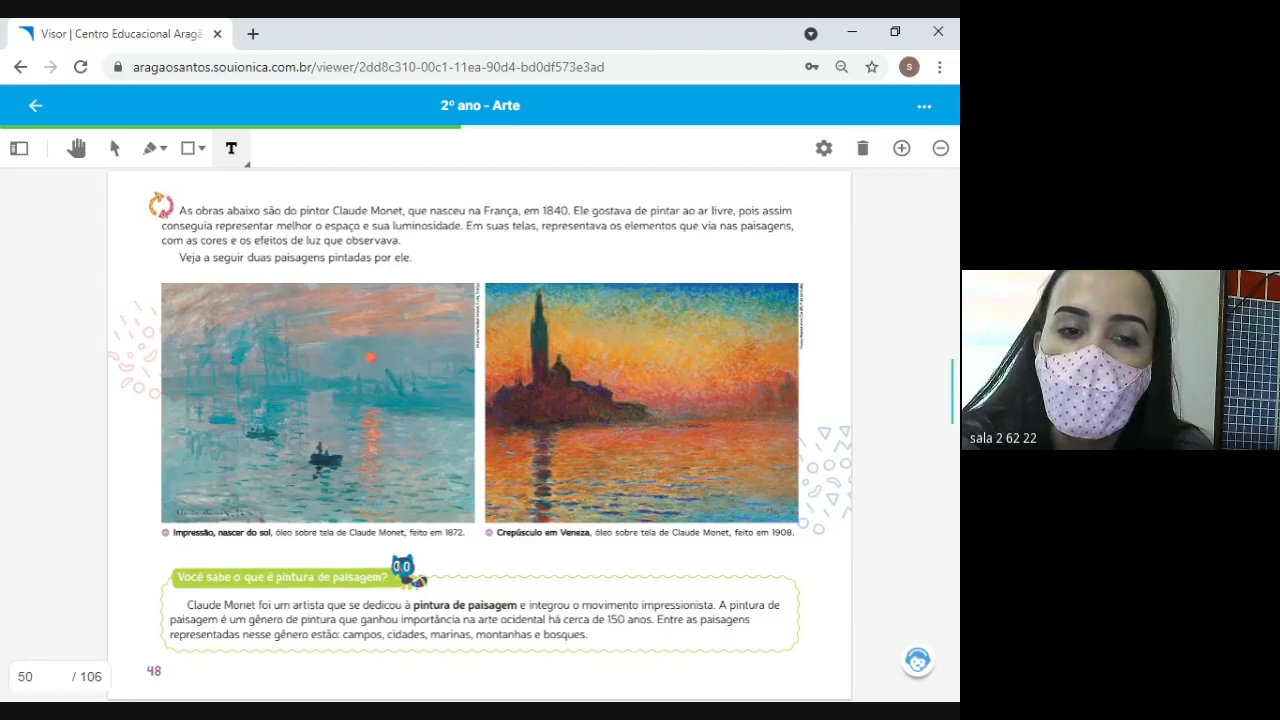 Visor | Centro Educacional Aragã
aragaosantos.souionica.com.br/viewer/2dd8c310-00c1-11ea-90d4-bd0df573e3ad
S
2º ano - Arte
T
As obras abaixo são do pintor Claude Monet, que nasceu na França, em 1840. Ele gostava de pintar ao ar livre, pois assim
conseguia representar melhor o espaço e sua luminosidade. Em suas telas, representava os elementos que via nas paisagens,
com as cores e os efeitos de luz que observava.
Veja a seguir duas paisagens pintadas por ele.
Impressão, nascer do sol, óleo sobre tela de Claude Monet, feito em 1872.
Crepúsculo em Veneza, óleo sobre tela de Claude Monet, feito em 1908.
Você sabe o que é pintura de paisagem?
Claude Monet foi um artista que se dedicou à pintura de paisagem e integrou o movimento impressionista. A pintura de
paisagem é um gênero de pintura que ganhou importância na arte ocidental há cerca de 150 anos. Entre as paisagens
representadas nesse gênero estão: campos, cidades, marinas, montanhas e bosques.
48
50 / 106
sala 2 62 22